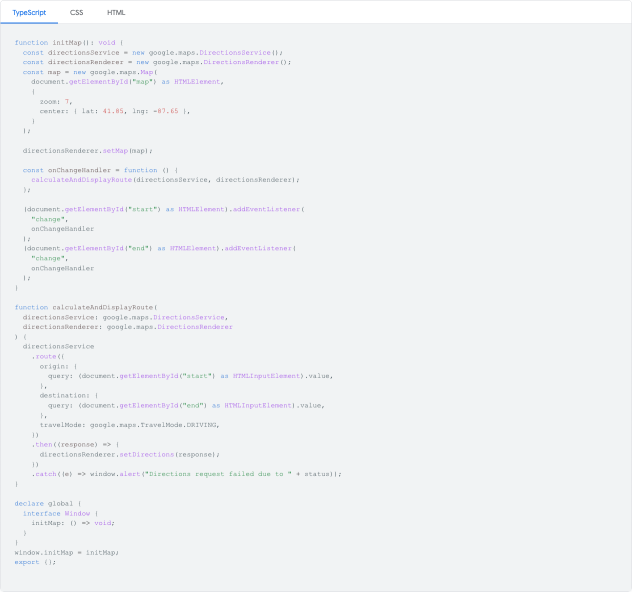 TypeScript CSS HTML
function initMap(): void {
  const directionsService = new google.maps.DirectionsService();
  const directionsRenderer = new google.maps.DirectionsRenderer();
  const map = new google.maps.Map(
    document.getElementById("map") as HTMLElement,
    {
      zoom: 7,
      center: { lat: 41.85, lng: -87.65 },
    }
  );

  directionsRenderer.setMap(map);

  const onChangeHandler = function () {
    calculateAndDisplayRoute(directionsService, directionsRenderer);
  };

  (document.getElementById("start") as HTMLElement).addEventListener(
    "change",
    onChangeHandler
  );
  (document.getElementById("end") as HTMLElement).addEventListener(
    "change",
    onChangeHandler
  );
}

function calculateAndDisplayRoute(
  directionsService: google.maps.DirectionsService,
  directionsRenderer: google.maps.DirectionsRenderer
) {
  directionsService
    .route({
      origin: {
        query: (document.getElementById("start") as HTMLInputElement).value,
      },
      destination: {
        query: (document.getElementById("end") as HTMLInputElement).value,
      },
      travelMode: google.maps.TravelMode.DRIVING,
    })
    .then((response) => {
      directionsRenderer.setDirections(response);
    })
    .catch((e) => window.alert("Directions request failed due to " + status));
}

declare global {
  interface Window {
    initMap: () => void;
  }
}
window.initMap = initMap;
export {};